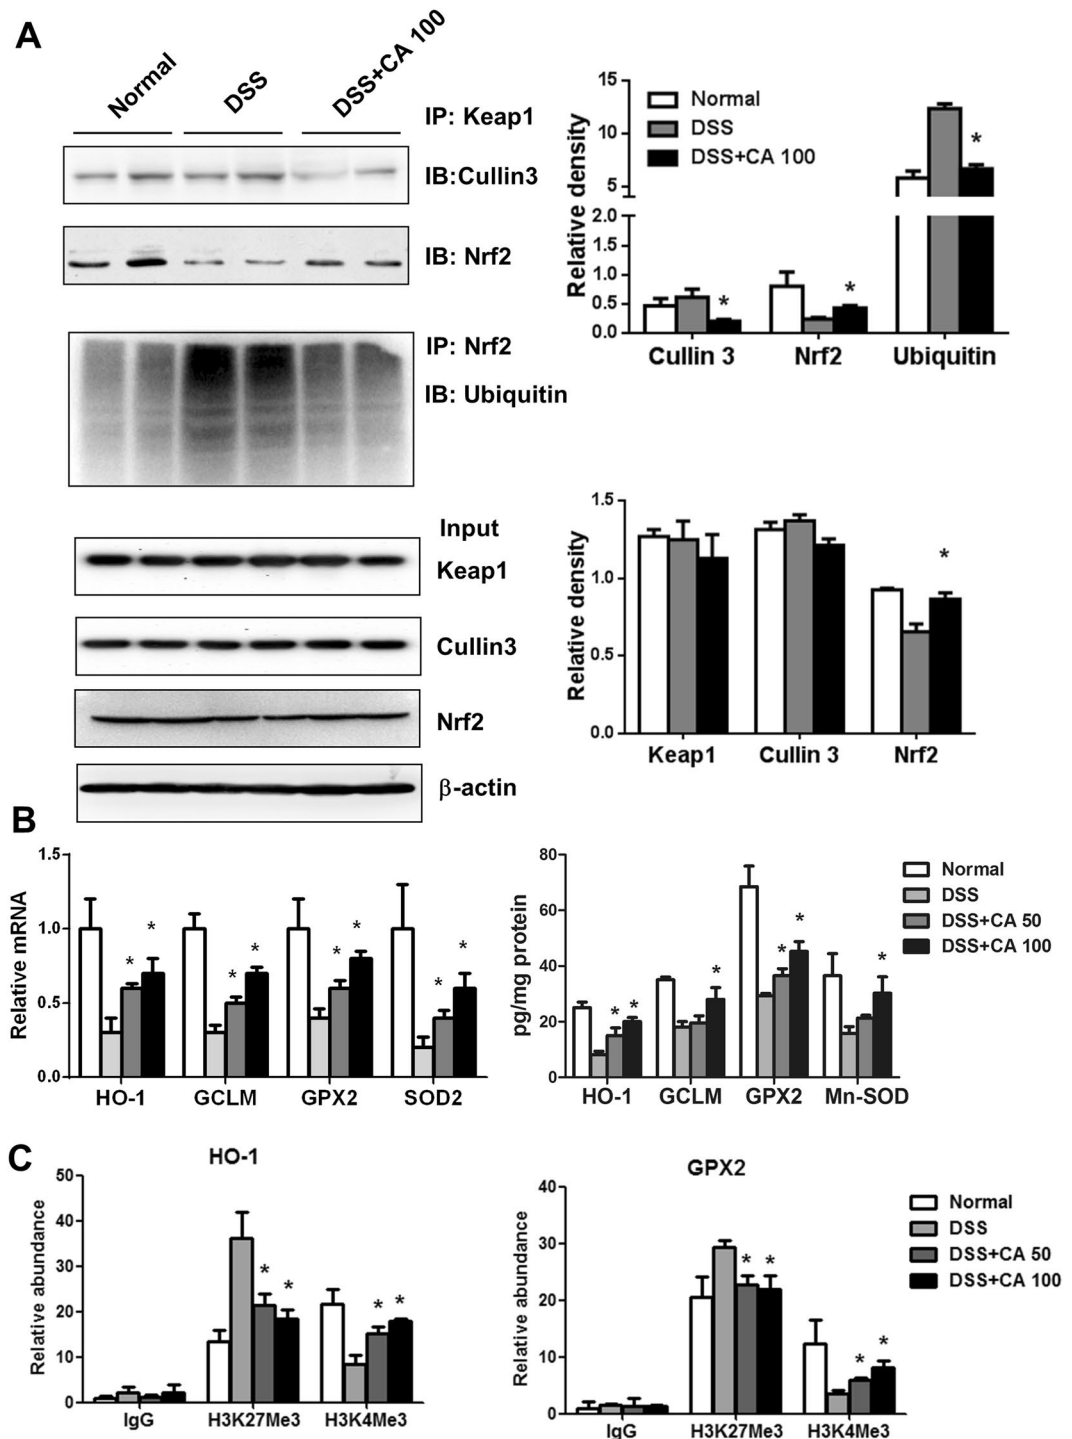 A
Normal
DSS
DSS+CA 100
IP: Keap1
IB:Cullin3
IB: Nrf2
IP: Nrf2
IB: Ubiquitin
Input
Keap1
Cullin3
Nrf2
β-actin
Relative density
15
10
5
2.0
1.5
1.0
0.5
0.0
Normal
DSS
DSS+CA 100
*
*
*
Cullin 3
Nrf2
Ubiquitin
Relative density
1.5
1.0
0.5
0.0
*
Keap1
Cullin 3
Nrf2
B
Relative mRNA
1.5
1.0
0.5
0.0
* *
* *
* *
* *
HO-1
GCLM
GPX2
SOD2
pg/mg protein
80
60
40
20
0
* *
*
* *
*
HO-1
GCLM
GPX2
Mn-SOD
Normal
DSS
DSS+CA 50
DSS+CA 100
C
HO-1
Relative abundance
50
40
30
20
10
0
* *
* *
IgG
H3K27Me3
H3K4Me3
GPX2
Relative abundance
40
30
20
10
0
* *
* *
IgG
H3K27Me3
H3K4Me3
Normal
DSS
DSS+CA 50
DSS+CA 100